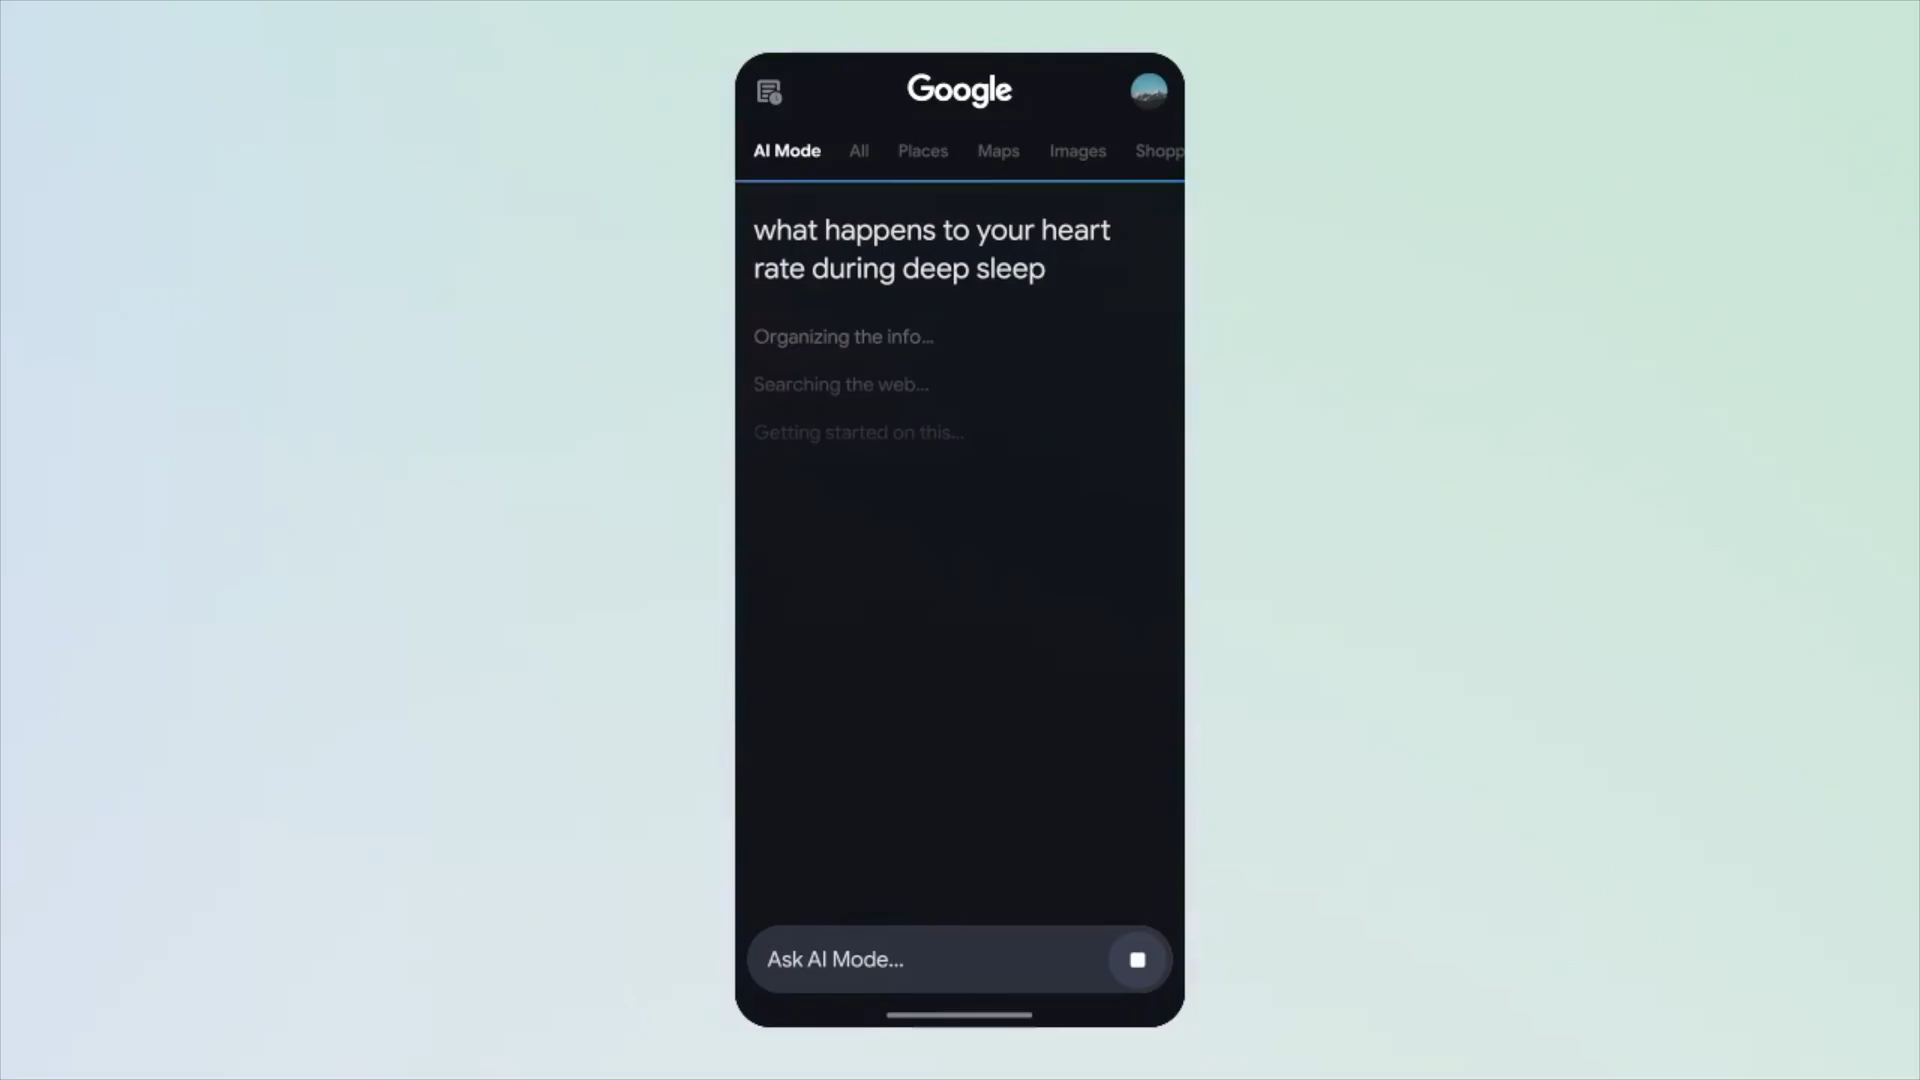 Google
AI Mode All Places Maps Images Shopp
what happens to your heart
rate during deep sleep
Organizing the info...
Searching the web...
Getting started on this...
Ask AI Mode...